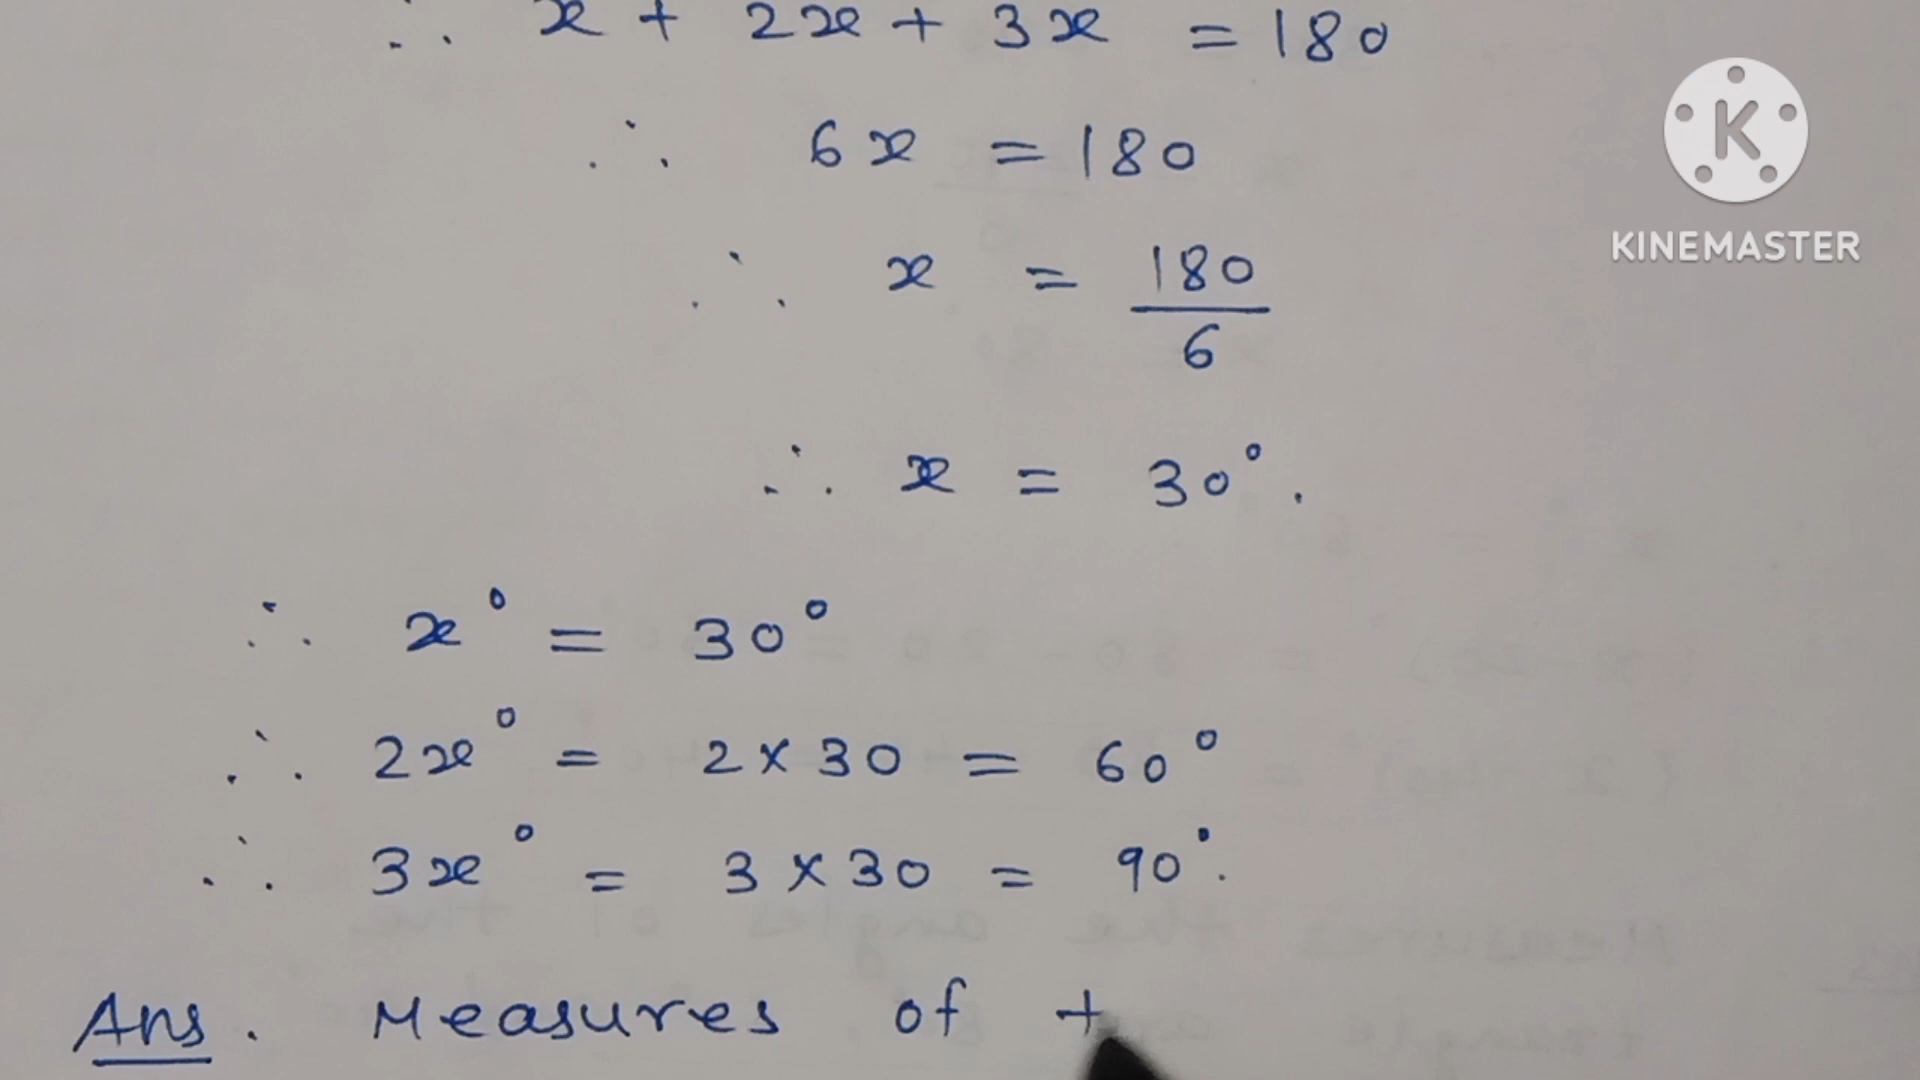 ∴ x + 2x + 3x = 180
∴ 6x = 180
∴ x = 180/6
∴ x = 30°.
∴ x° = 30°
∴ 2x° = 2 × 30 = 60°
∴ 3x° = 3 × 30 = 90°.
Ans. Measures of t
K
KINEMASTER